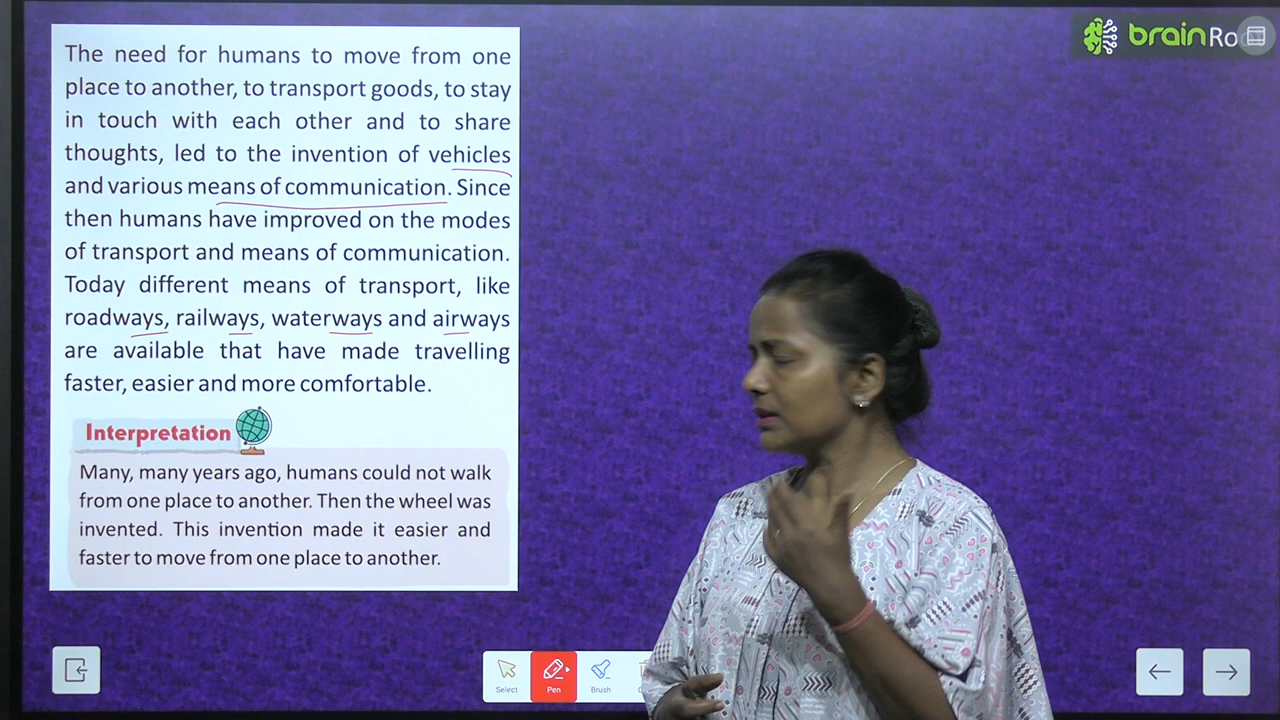 The need for humans to move from one
place to another, to transport goods, to stay
in touch with each other and to share
thoughts, led to the invention of vehicles
and various means of communication. Since
then humans have improved on the modes
of transport and means of communication.
Today different means of transport, like
roadways, railways, waterways and airways
are available that have made travelling
faster, easier and more comfortable.
Interpretation
Many, many years ago, humans could not walk
from one place to another. Then the wheel was
invented. This invention made it easier and
faster to move from one place to another.
brainRo
Select
Pen
Brush